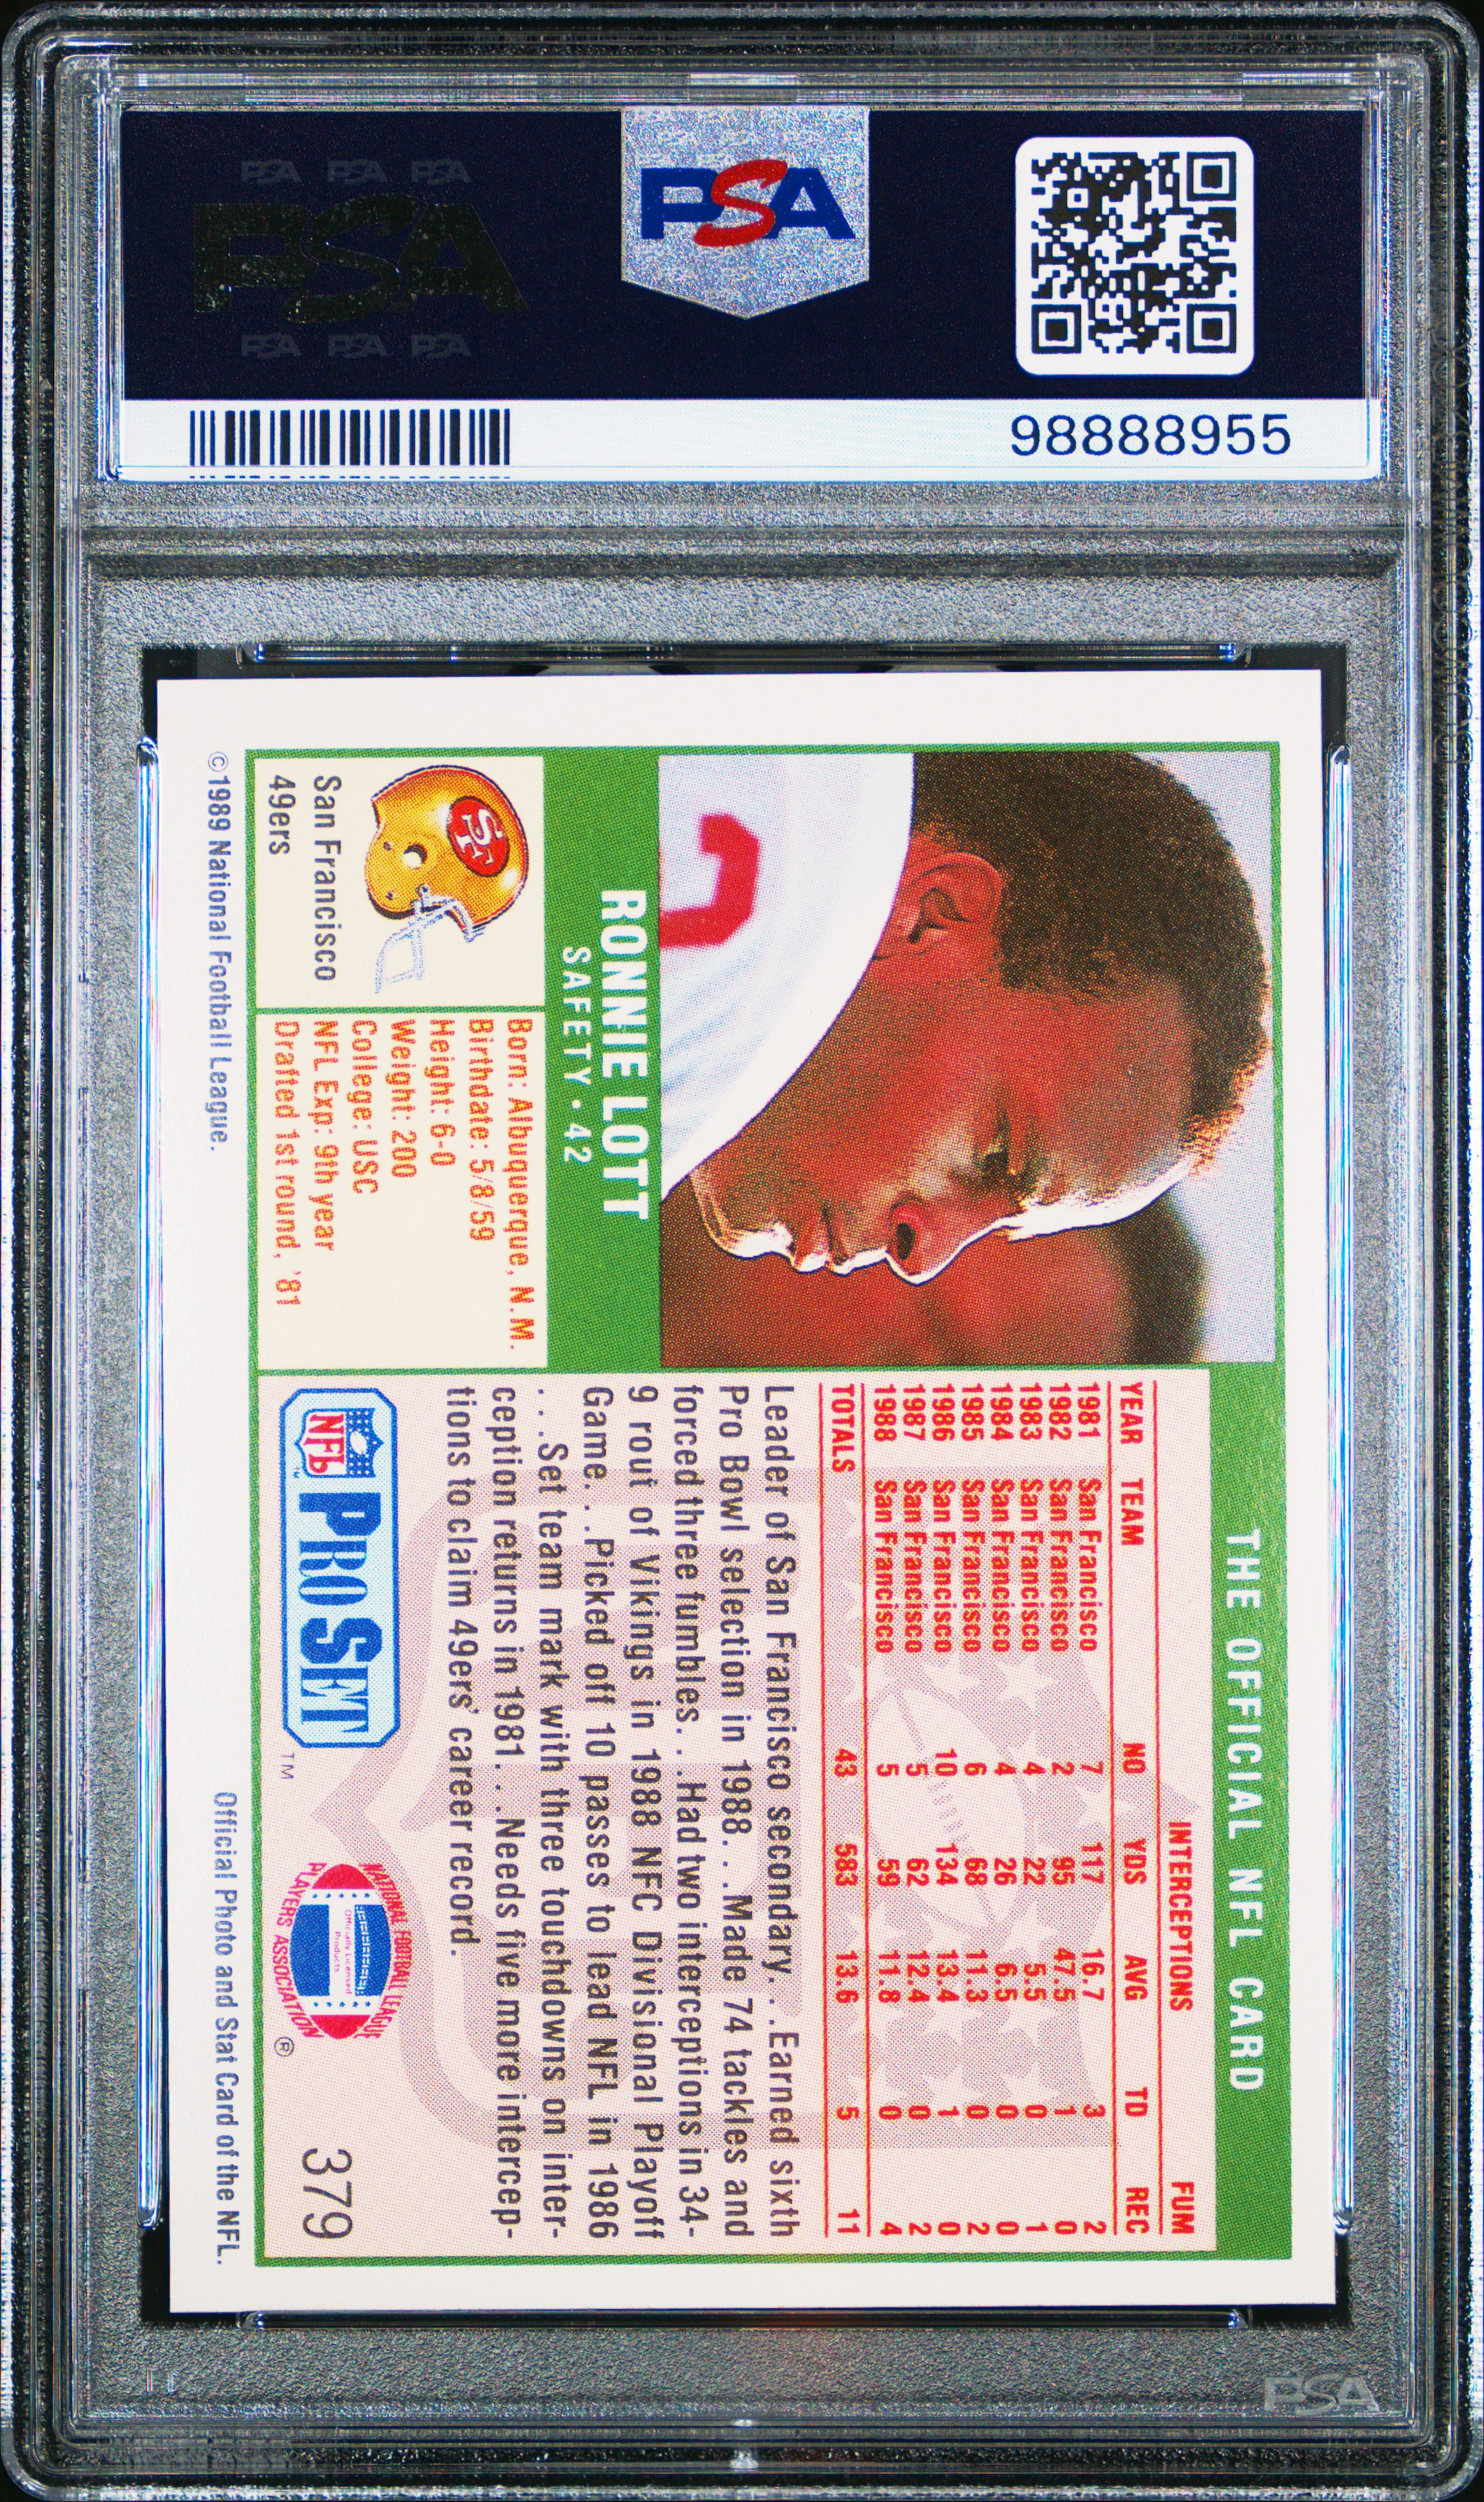 PSA PSA PSA
PSA
PSA PSA PSA
PSA
98888955
THE OFFICIAL NFL CARD
RONNIE LOTT
SAFETY • 42
SF
San Francisco
49ers
Born: Albuquerque, N.M.
Birthdate: 5/8/59
Height: 6-0
Weight: 200
College: USC
NFL Exp: 9th year
Drafted 1st round, '81
INTERCEPTIONS FUM
YEAR TEAM NO YDS AVG TD REC
1981 San Francisco 7 117 16.7 3 2
1982 San Francisco 2 95 47.5 1 0
1983 San Francisco 4 22 5.5 0 1
1984 San Francisco 4 26 6.5 0 0
1985 San Francisco 6 68 11.3 0 2
1986 San Francisco 10 134 13.4 1 0
1987 San Francisco 5 62 12.4 0 2
1988 San Francisco 5 59 11.8 0 4
TOTALS 43 583 13.6 5 11
Leader of San Francisco secondary. . .Earned sixth
Pro Bowl selection in 1988. . .Made 74 tackles and
forced three fumbles. . .Had two interceptions in 34-
9 rout of Vikings in 1988 NFC Divisional Playoff
Game. . .Picked off 10 passes to lead NFL in 1986
. . .Set team mark with three touchdowns on inter-
ception returns in 1981. . .Needs five more intercep-
tions to claim 49ers' career record.
NFL PRO SET ™
NATIONAL FOOTBALL LEAGUE
Officially Licensed
Products
PLAYERS ASSOCIATION ®
379
©1989 National Football League.
Official Photo and Stat Card of the NFL.
PSA